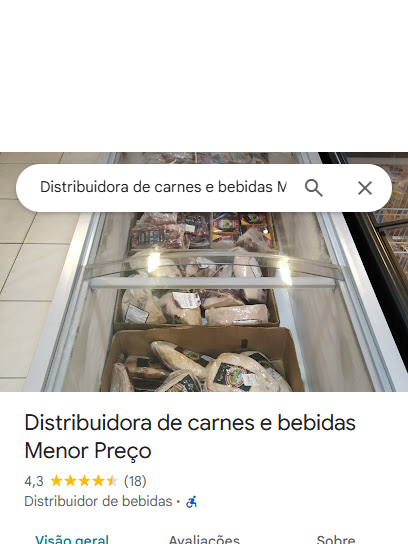 Distribuidora de carnes e bebidas M
Distribuidora de carnes e bebidas
Menor Preço
4,3 (18)
Distribuidor de bebidas ·
Visão geral Avaliações Sobre